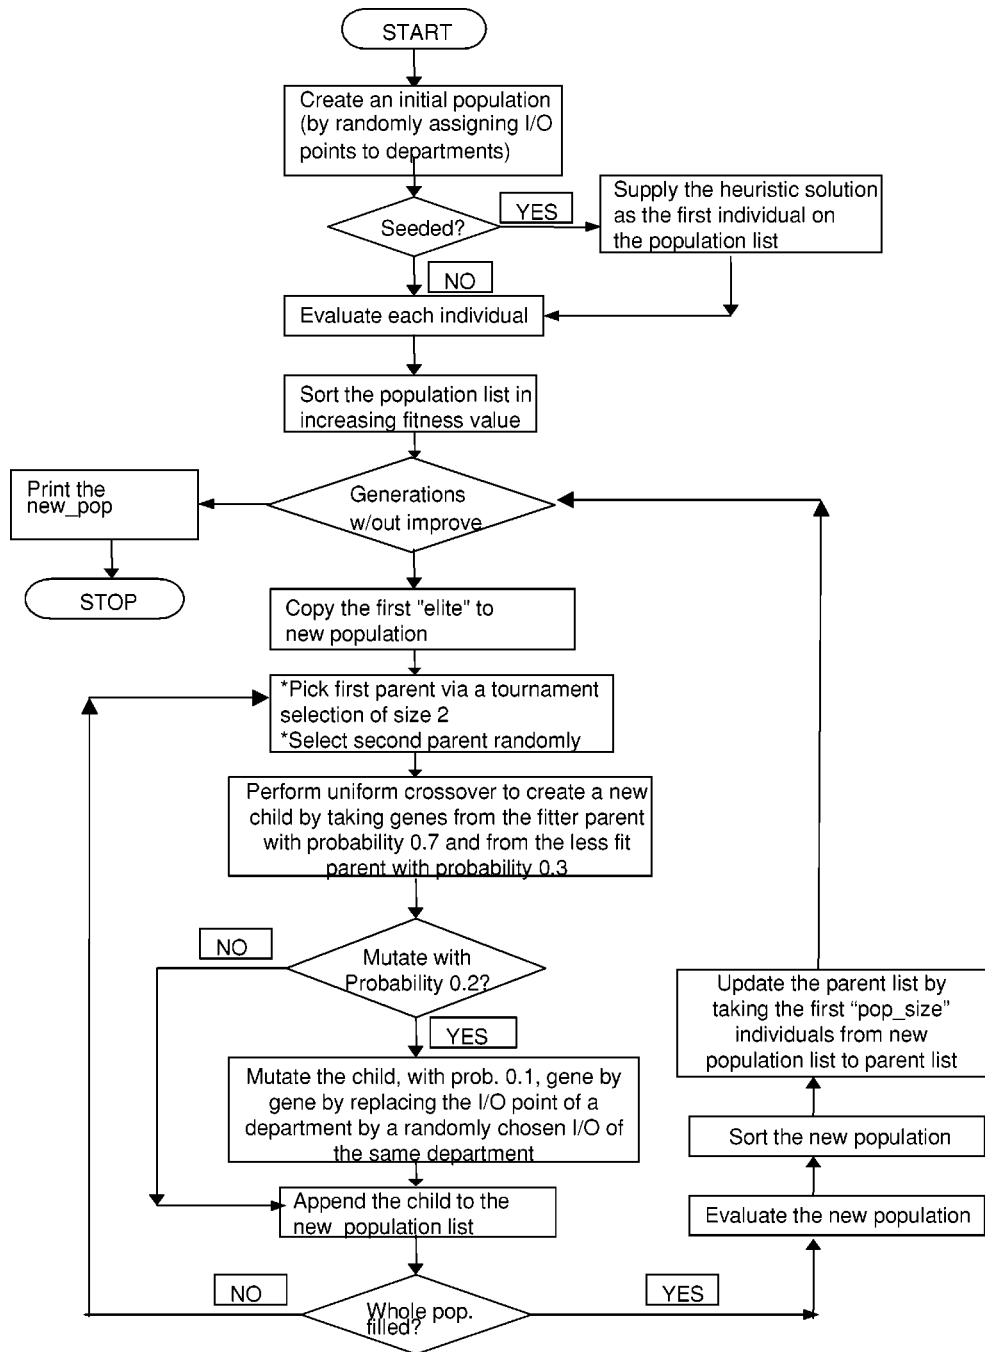 START
Create an initial population
(by randomly assigning I/O
points to departments)
Seeded?
YES
Supply the heuristic solution
as the first individual on
the population list
NO
Evaluate each individual
Sort the population list in
increasing fitness value
Generations
w/out improve
Print the
new_pop
STOP
Copy the first "elite" to
new population
*Pick first parent via a tournament
selection of size 2
*Select second parent randomly
Perform uniform crossover to create a new
child by taking genes from the fitter parent
with probability 0.7 and from the less fit
parent with probability 0.3
NO
Mutate with
Probability 0.2?
YES
Mutate the child, with prob. 0.1, gene by
gene by replacing the I/O point of a
department by a randomly chosen I/O of
the same department
Append the child to the
new population list
NO
Whole pop.
filled?
YES
Evaluate the new population
Sort the new population
Update the parent list by
taking the first “pop_size”
individuals from new
population list to parent list